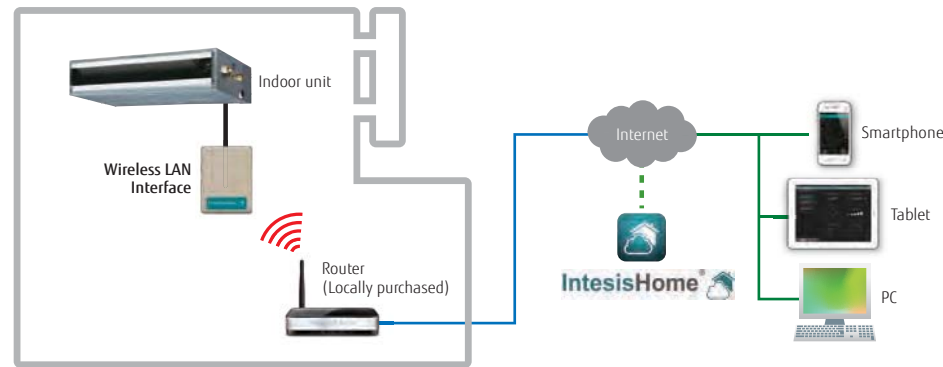 Indoor unit
Wireless LAN
Interface
Router
(Locally purchased)
Internet
IntesisHome®
Smartphone
Tablet
PC